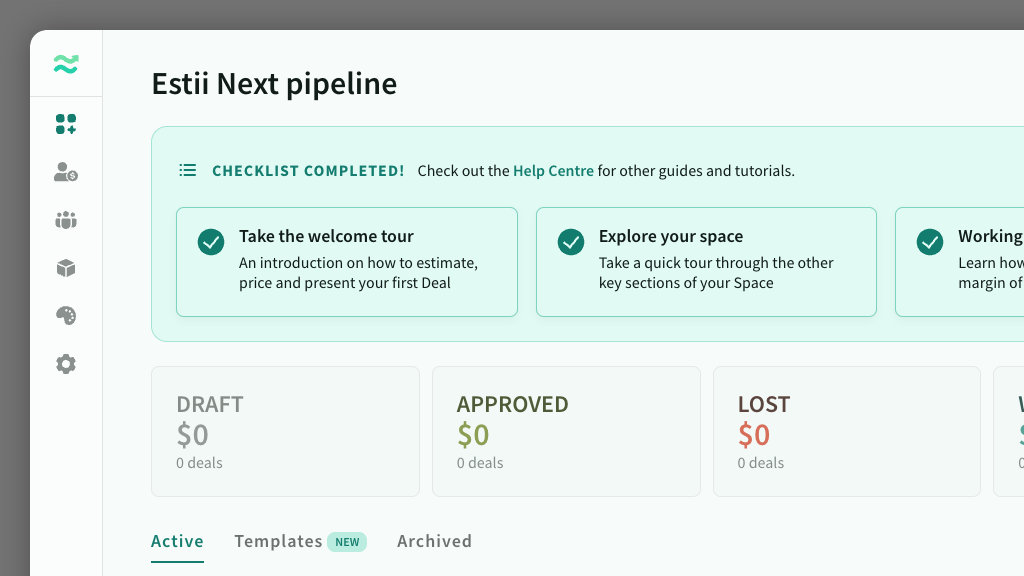 Estii Next pipeline
CHECKLIST COMPLETED! Check out the Help Centre for other guides and tutorials.
Take the welcome tour
An introduction on how to estimate,
price and present your first Deal
Explore your space
Take a quick tour through the other
key sections of your Space
Working
Learn how
margin of
DRAFT
$0
0 deals
APPROVED
$0
0 deals
LOST
$0
0 deals
Active Templates NEW Archived